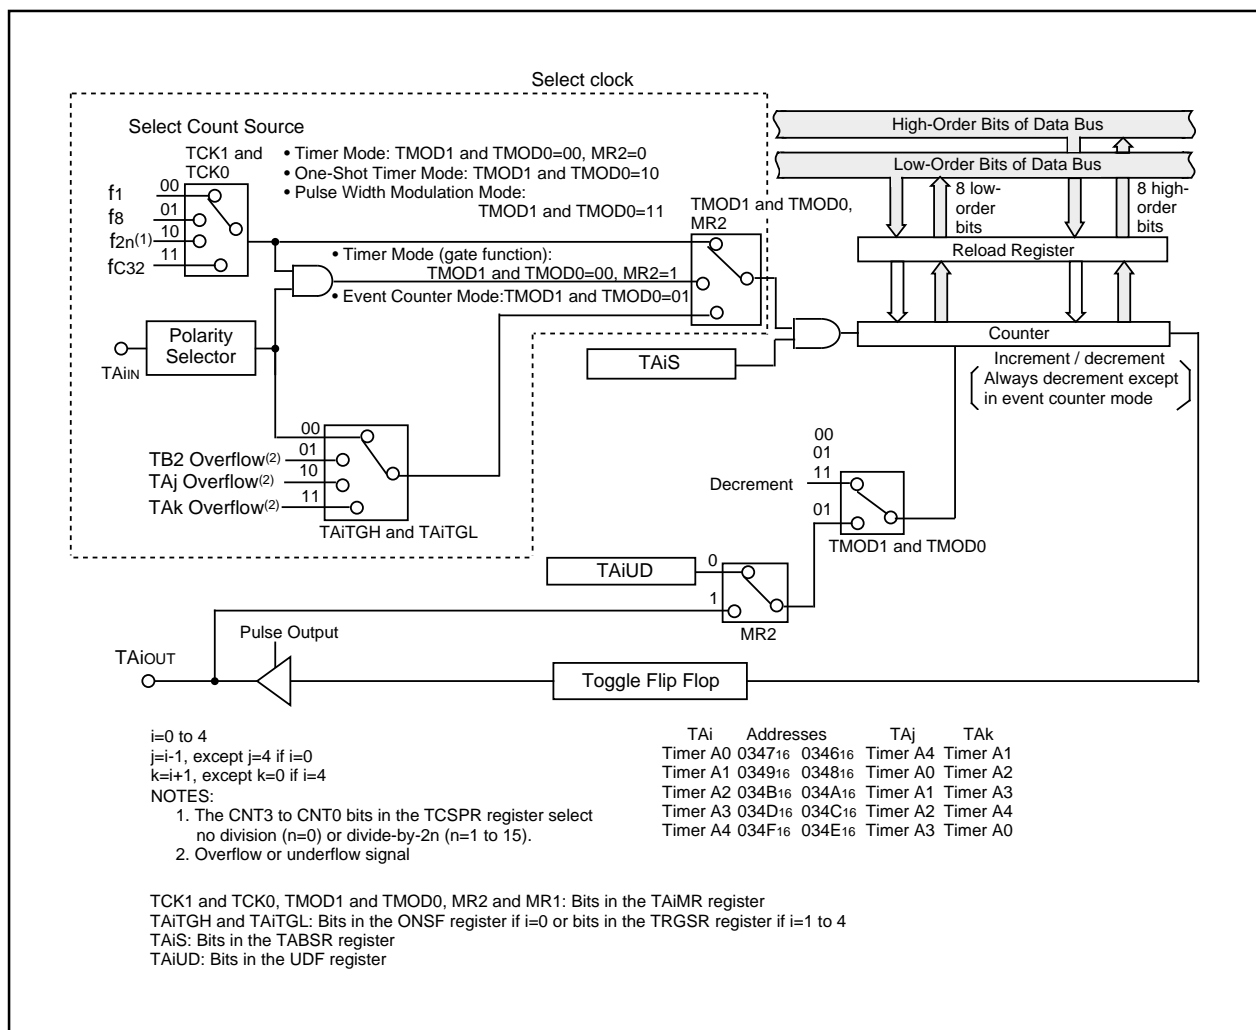 Select clock
Select Count Source
TCK1 and
TCK0
• Timer Mode: TMOD1 and TMOD0=00, MR2=0
• One-Shot Timer Mode: TMOD1 and TMOD0=10
• Pulse Width Modulation Mode:
TMOD1 and TMOD0=11
f1
00
f8
01
f2n(1)
10
fC32
11
TMOD1 and TMOD0,
MR2
• Timer Mode (gate function):
TMOD1 and TMOD0=00, MR2=1
• Event Counter Mode:TMOD1 and TMOD0=01
High-Order Bits of Data Bus
Low-Order Bits of Data Bus
8 low-
order
bits
8 high-
order
bits
Reload Register
Counter
Increment / decrement
Always decrement except
in event counter mode
Polarity
Selector
TAiIN
TAiS
00
TB2 Overflow(2)
01
TAj Overflow(2)
10
TAk Overflow(2)
11
TAiTGH and TAiTGL
00
01
11
Decrement
01
TMOD1 and TMOD0
TAiUD
0
1
MR2
Pulse Output
TAiOUT
Toggle Flip Flop
i=0 to 4
j=i-1, except j=4 if i=0
k=i+1, except k=0 if i=4
NOTES:
1. The CNT3 to CNT0 bits in the TCSPR register select
no division (n=0) or divide-by-2n (n=1 to 15).
2. Overflow or underflow signal
TAi Addresses TAj TAk
Timer A0 034716 034616 Timer A4 Timer A1
Timer A1 034916 034816 Timer A0 Timer A2
Timer A2 034B16 034A16 Timer A1 Timer A3
Timer A3 034D16 034C16 Timer A2 Timer A4
Timer A4 034F16 034E16 Timer A3 Timer A0
TCK1 and TCK0, TMOD1 and TMOD0, MR2 and MR1: Bits in the TAiMR register
TAiTGH and TAiTGL: Bits in the ONSF register if i=0 or bits in the TRGSR register if i=1 to 4
TAiS: Bits in the TABSR register
TAiUD: Bits in the UDF register